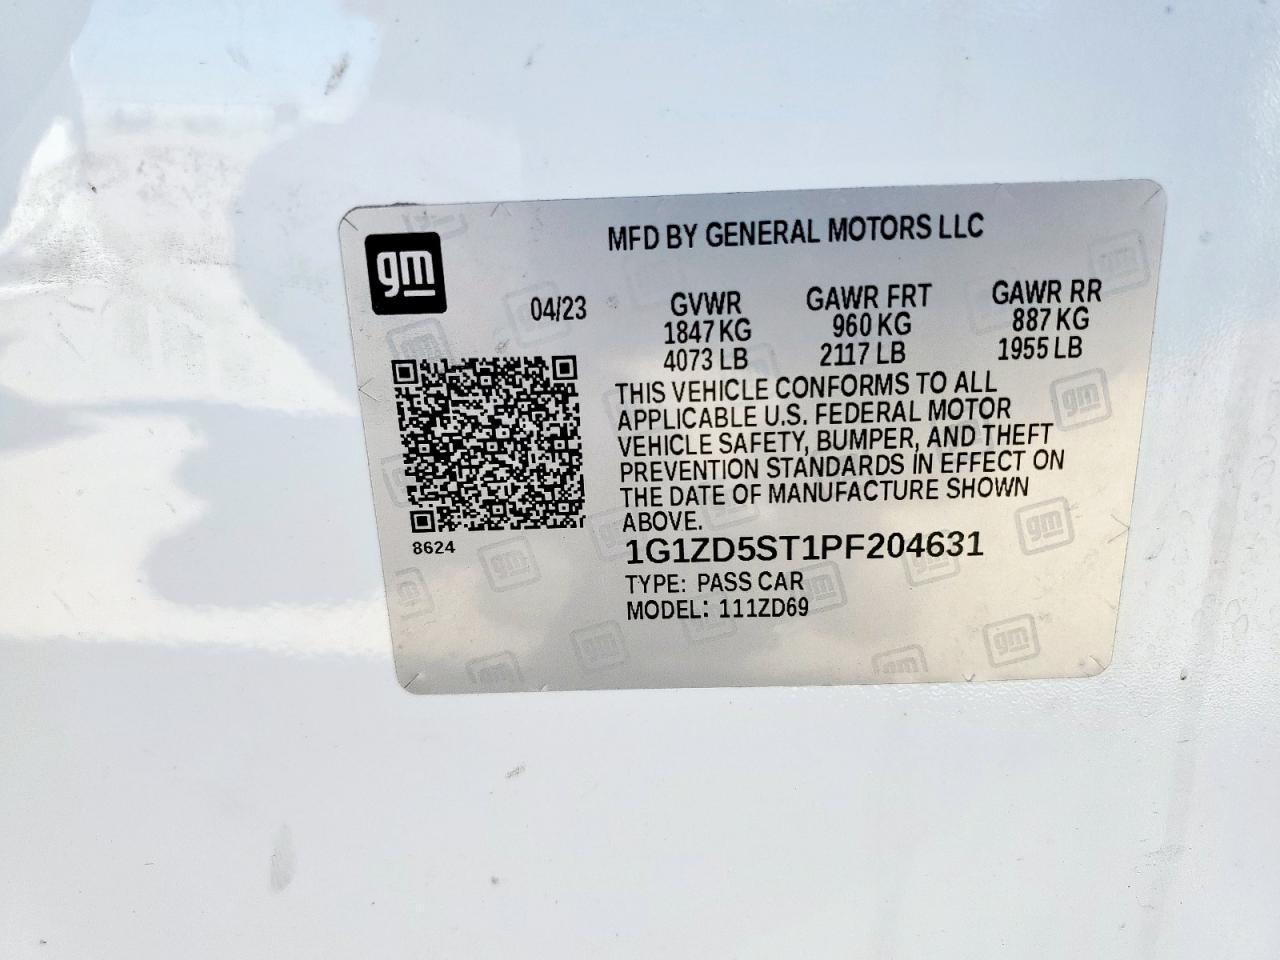 gm
MFD BY GENERAL MOTORS LLC
04/23
GVWR
1847 KG
4073 LB
GAWR FRT
960 KG
2117 LB
GAWR RR
887 KG
1955 LB
THIS VEHICLE CONFORMS TO ALL
APPLICABLE U.S. FEDERAL MOTOR
VEHICLE SAFETY, BUMPER, AND THEFT
PREVENTION STANDARDS IN EFFECT ON
THE DATE OF MANUFACTURE SHOWN
ABOVE.
8624
1G1ZD5ST1PF204631
TYPE: PASS CAR
MODEL: 111ZD69